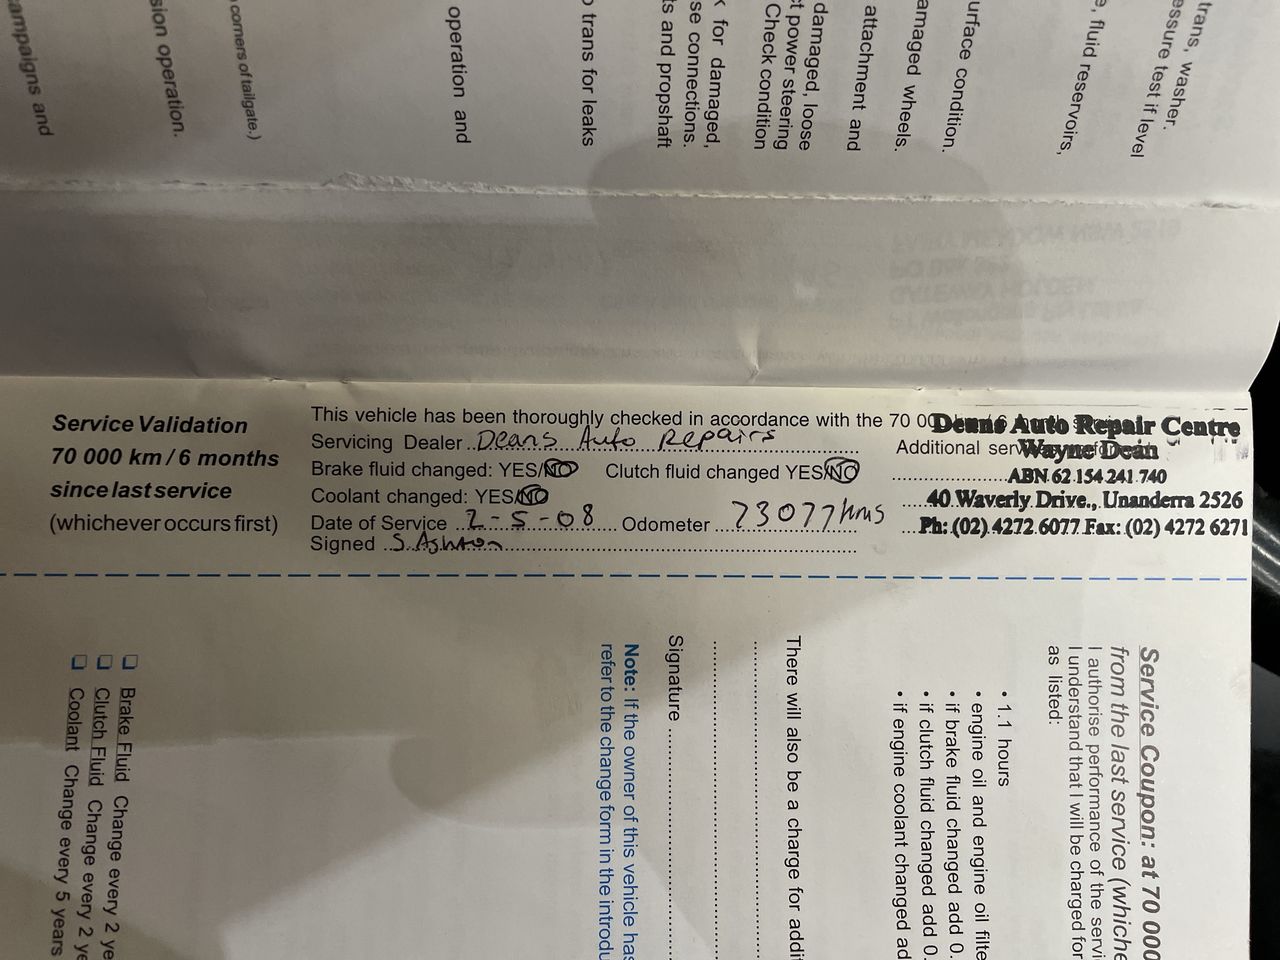 ampaigns and
sion operation.
corners of tailgate.)
operation and
trans for leaks
ts and propshaft
se connections.
for damaged,
Check condition
t power steering
damaged, loose
attachment and
amaged wheels.
urface condition.
, fluid reservoirs,
essure test if level
trans, washer.
Service Validation
70 000 km / 6 months
since last service
(whichever occurs first)
This vehicle has been thoroughly checked in accordance with the 70 00
Servicing Dealer Deans Auto Repairs
Brake fluid changed: YES/NO Clutch fluid changed YES/NO
Coolant changed: YES/NO
Date of Service 2-5-08 Odometer 73077kms
Signed S. Ashton
Additional
Deans Auto Repair Centre
Wayne Dean
ABN 62 154 241 740
40 Waverly Drive., Unanderra 2526
Ph: (02) 4272 6077 Fax: (02) 4272 6271
Service Coupon: at 70 000
from the last service (whiche
I authorise performance of the servi
I understand that I will be charged for
as listed:
• 1.1 hours
• engine oil and engine oil filte
• if brake fluid changed add 0.
• if clutch fluid changed add 0.
• if engine coolant changed ad
There will also be a charge for addit
Signature
Note: If the owner of this vehicle has
refer to the change form in the introdu
Brake Fluid Change every 2 ye
Clutch Fluid Change every 2 ye
Coolant Change every 5 years